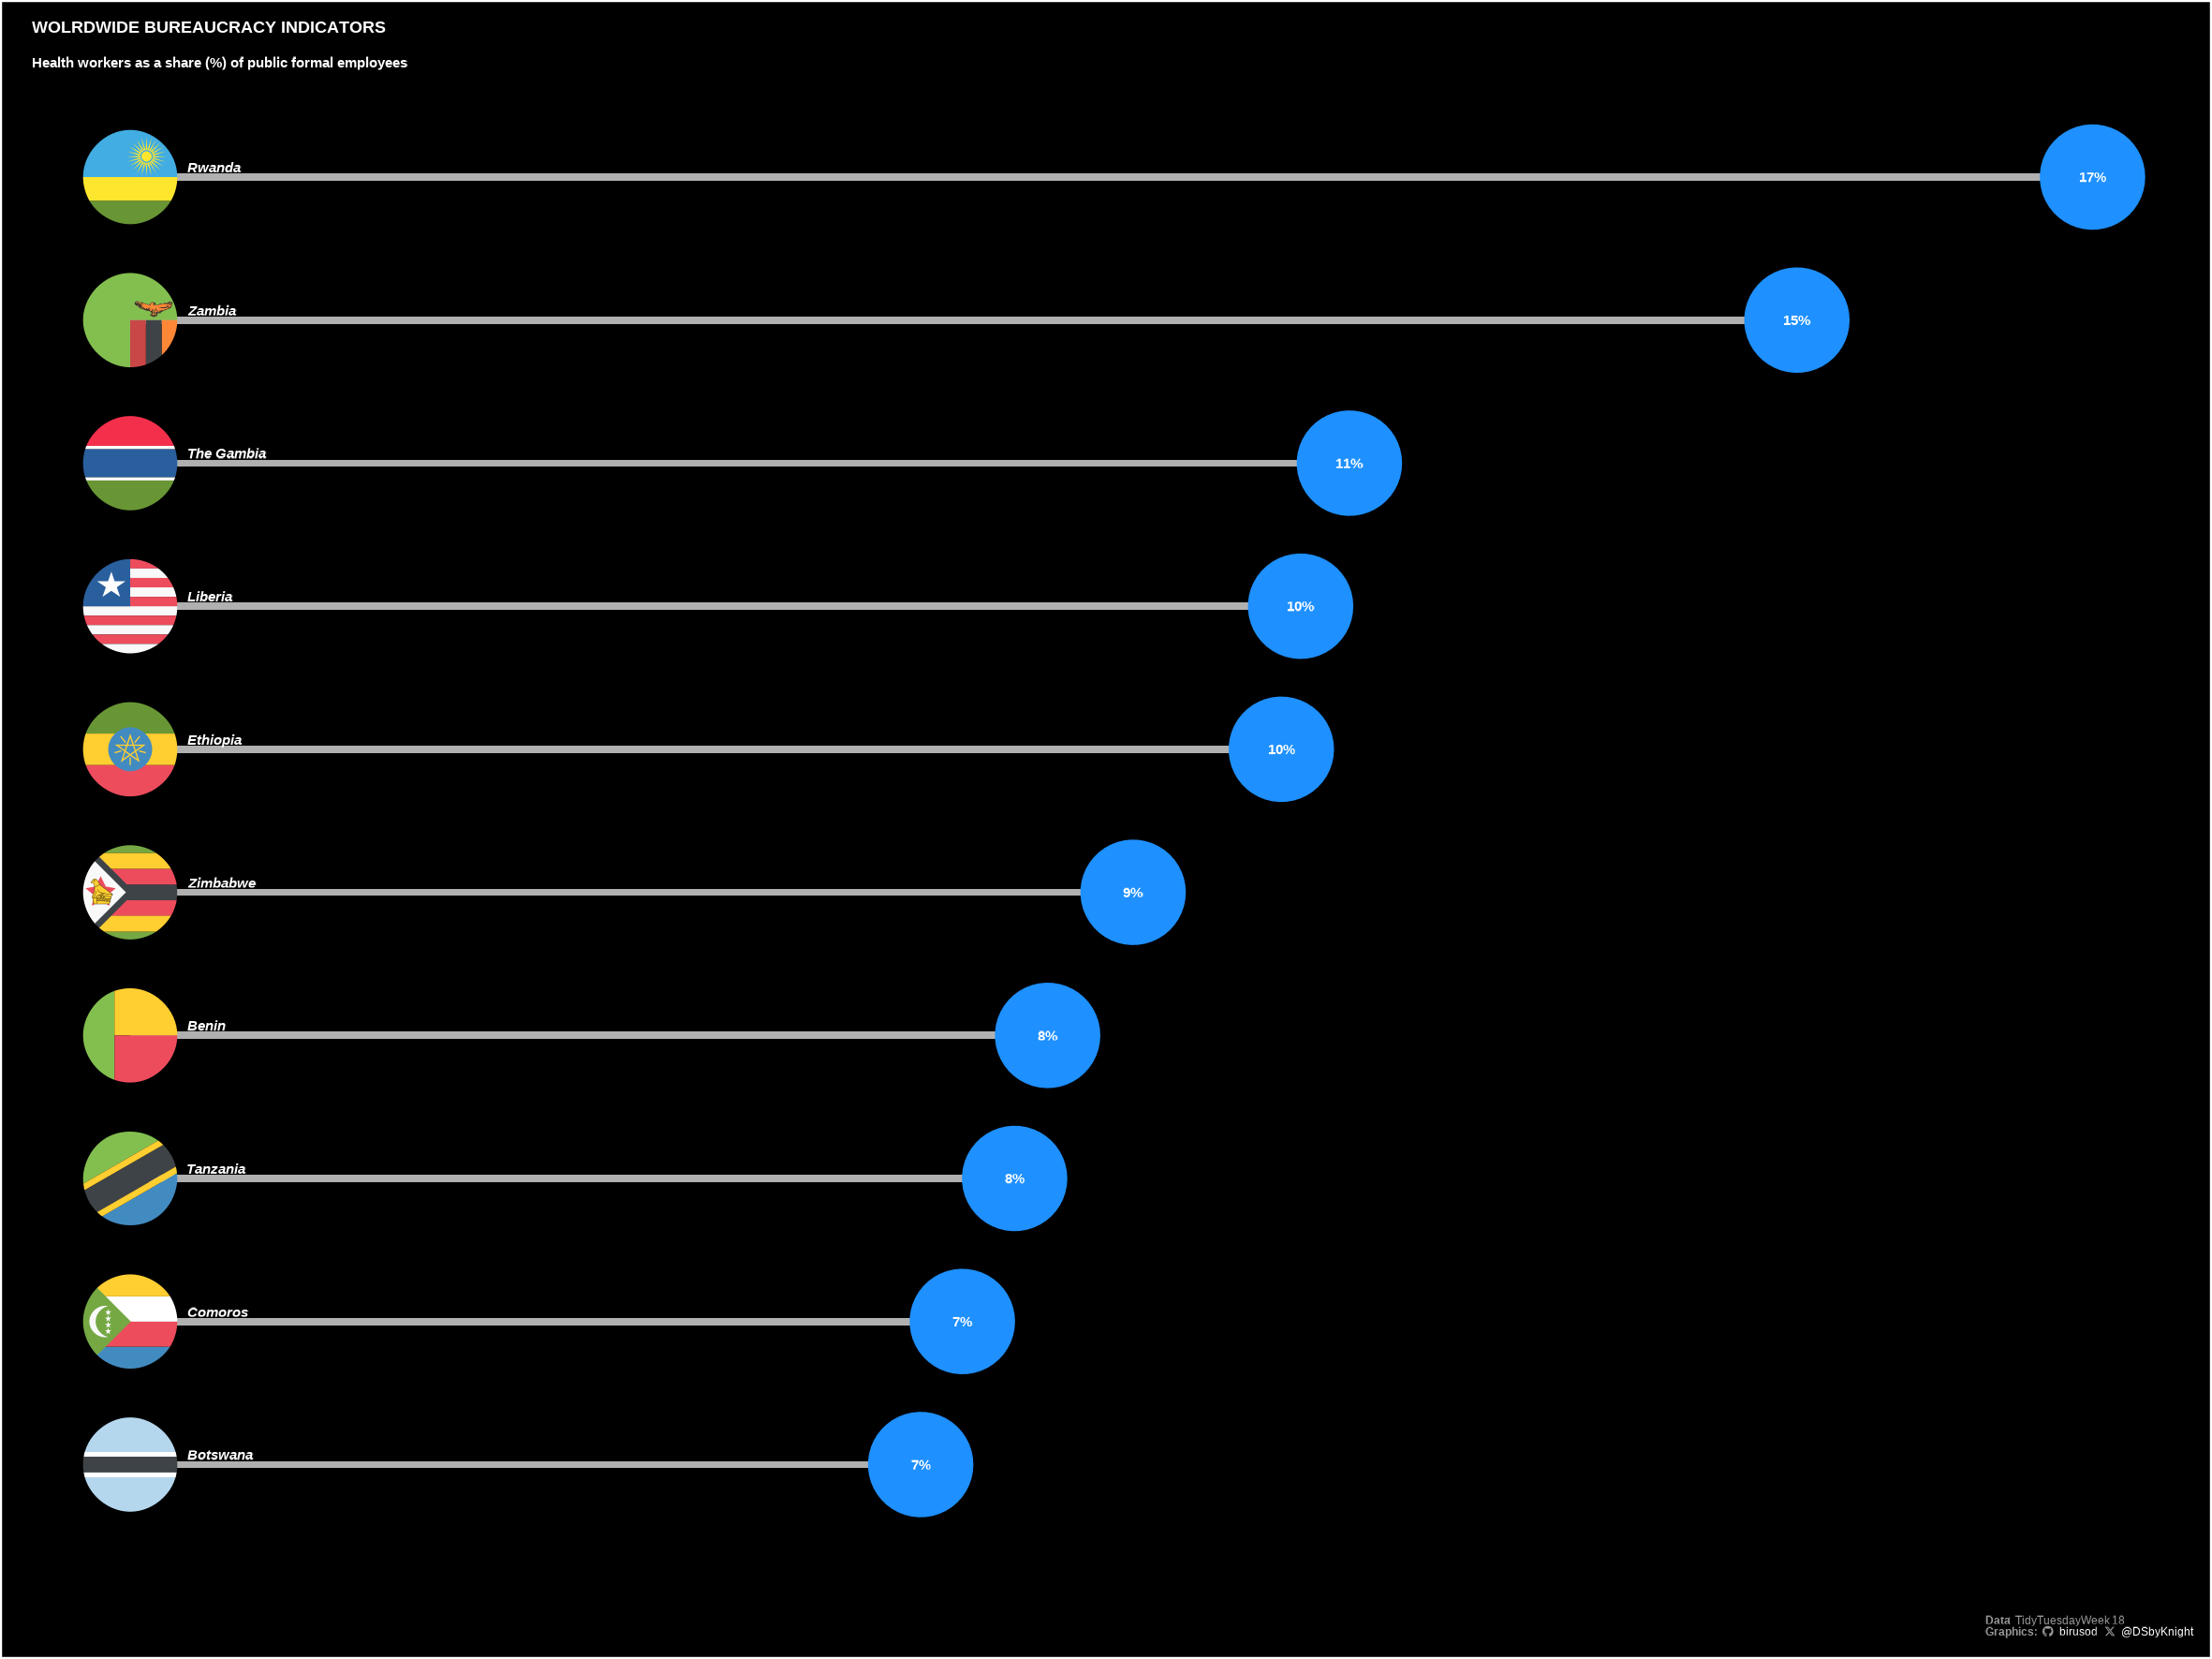 WOLRDWIDE BUREAUCRACY INDICATORS
Health workers as a share (%) of public formal employees
Rwanda
17%
Zambia
15%
The Gambia
11%
Liberia
10%
Ethiopia
10%
Zimbabwe
9%
Benin
8%
Tanzania
8%
Comoros
7%
Botswana
7%
Data TidyTuesdayWeek 18
Graphics: birusod @DSbyKnight